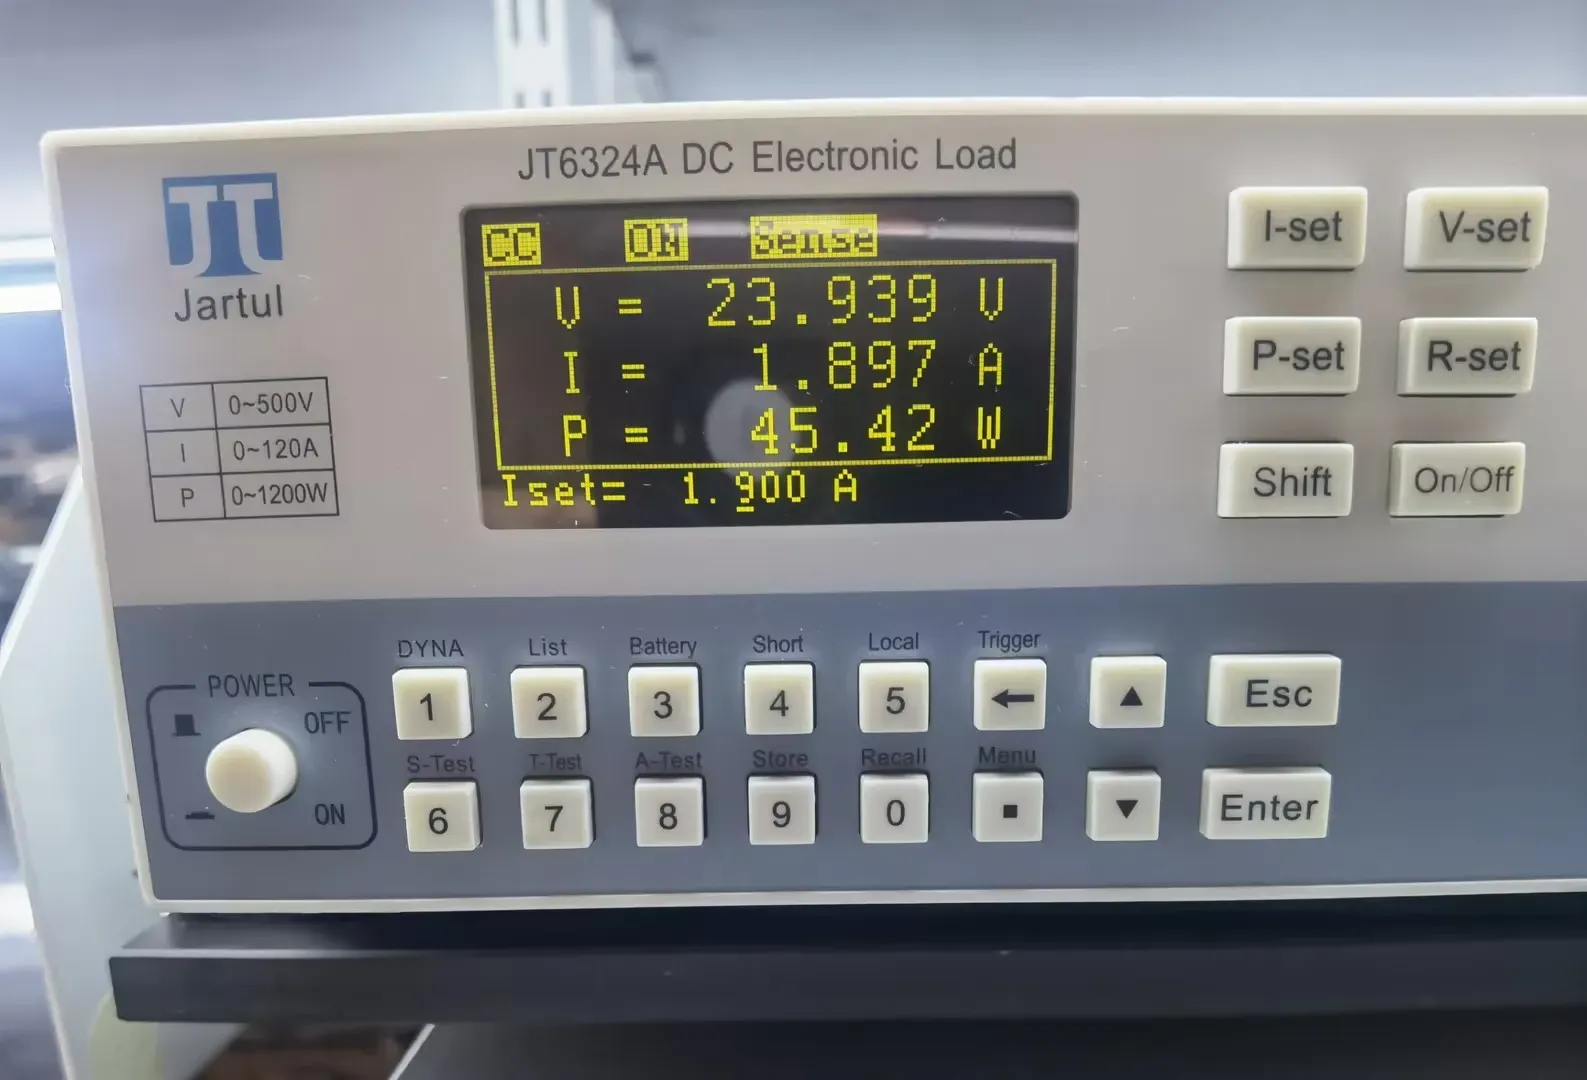 JT6324A DC Electronic Load
JT
Jartul
CC ON Sense
V = 23.939 V
I = 1.897 A
P = 45.42 W
Iset= 1.900 A
V 0~500V
I 0~120A
P 0~1200W
I-set V-set
P-set R-set
Shift On/Off
POWER
OFF
ON
DYNA List Battery Short Local Trigger
1 2 3 4 5 ← ▲ Esc
S-Test T-Test A-Test Store Recall Menu
6 7 8 9 0 ■ ▼ Enter